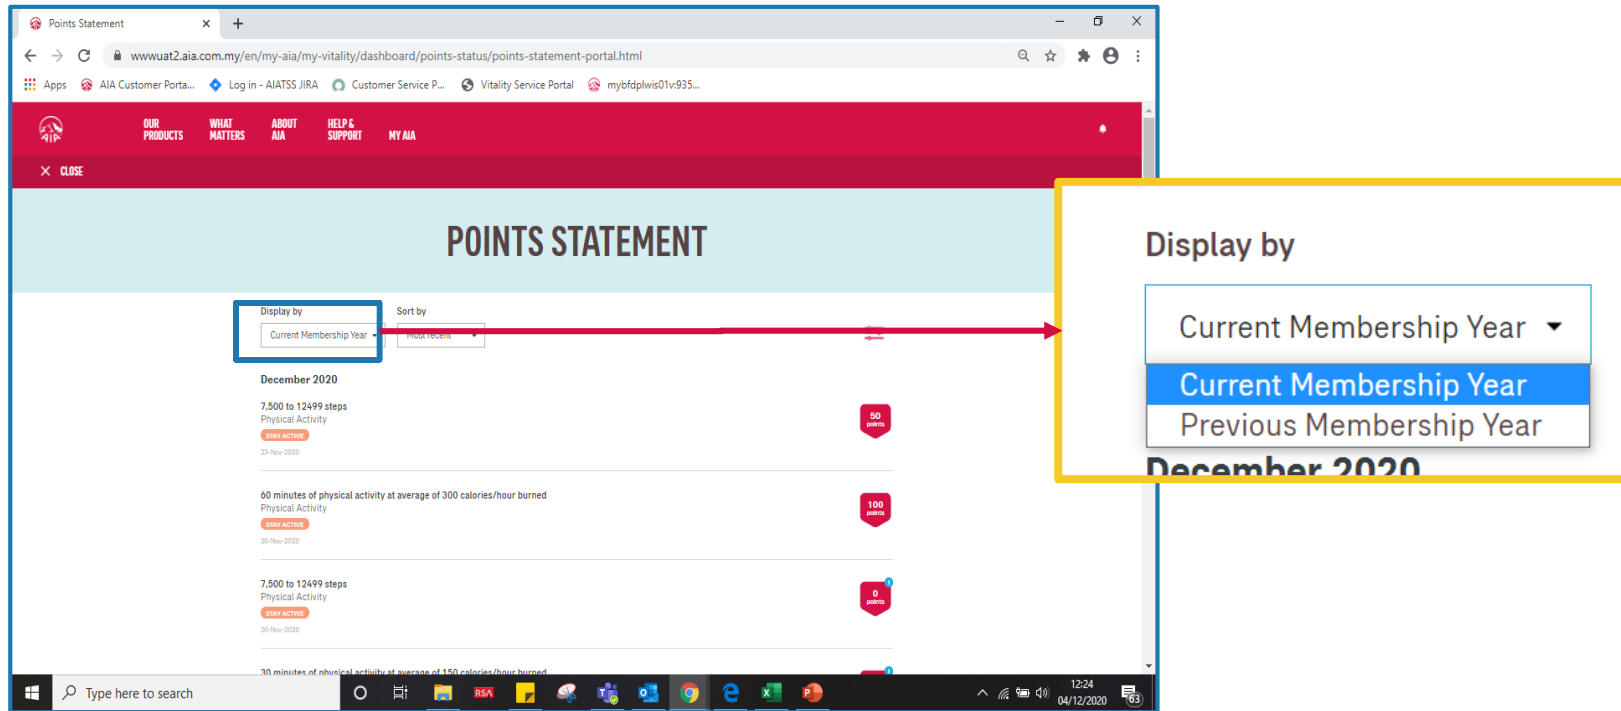 Points Statement
wwwuat2.aia.com.my/en/my-aia/my-vitality/dashboard/points-status/points-statement-portal.html
Apps AIA Customer Porta... Log in - AIATSS JIRA Customer Service P... Vitality Service Portal mybfdplwis01v:935...
AIA
OUR PRODUCTS
WHAT MATTERS
ABOUT AIA
HELP & SUPPORT
MY AIA
CLOSE
POINTS STATEMENT
Display by Sort by
Current Membership Year Most recent
December 2020
7,500 to 12499 steps
Physical Activity
STAY ACTIVE
23-Nov-2020
50
points
60 minutes of physical activity at average of 300 calories/hour burned
Physical Activity
STAY ACTIVE
20-Nov-2020
100
points
7,500 to 12499 steps
Physical Activity
STAY ACTIVE
20-Nov-2020
0
points
30 minutes of physical activity at average of 150 calories/hour burned
Display by
Current Membership Year
Current Membership Year
Previous Membership Year
December 2020
Type here to search
RSA
12:24
04/12/2020
63